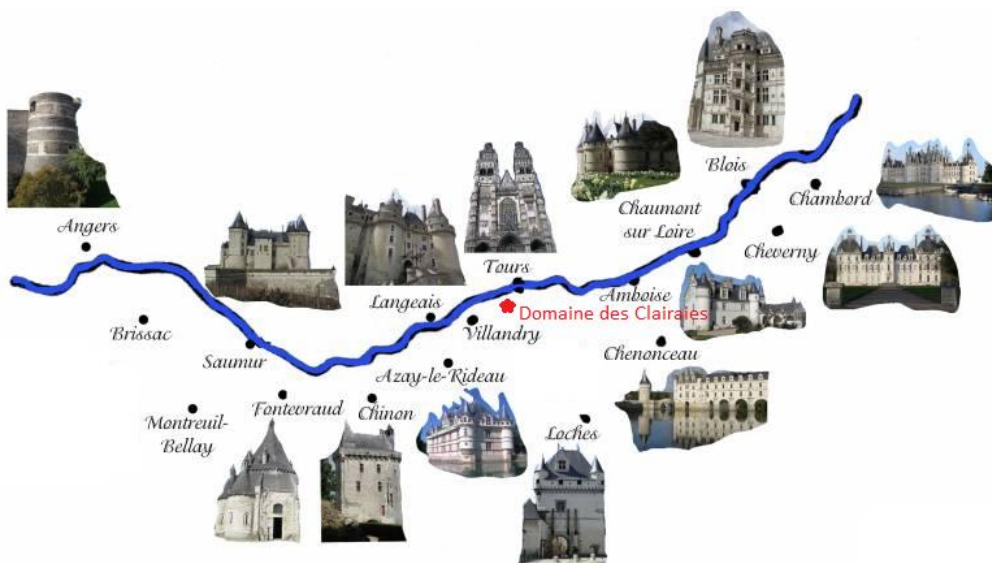 Blois
Chambord
Chaumont
sur Loire
Cheverny
Angers
Tours
Amboise
Langeais
Domaine des Clairaies
Villandry
Brissac
Chenonceau
Saumur
Azay-le-Rideau
Fontevraud
Chinon
Montreuil-
Bellay
Loches